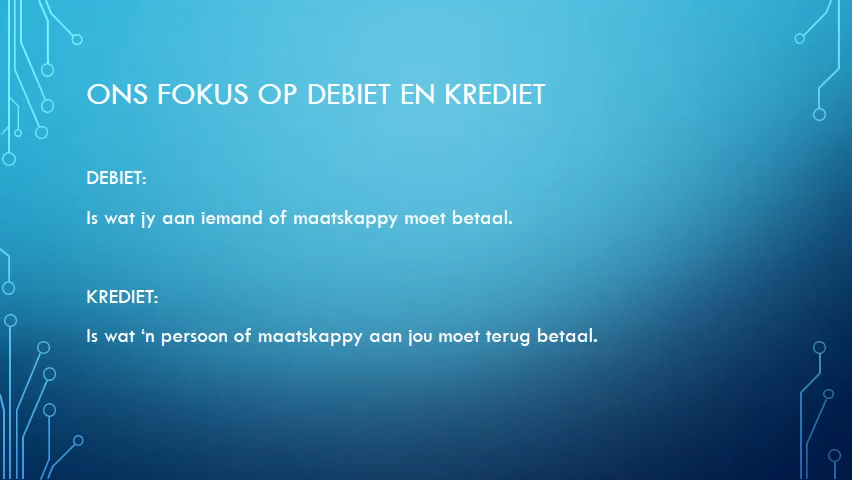 ONS FOKUS OP DEBIET EN KREDIET
DEBIET:
Is wat jy aan iemand of maatskappy moet betaal.
KREDIET:
Is wat ‘n persoon of maatskappy aan jou moet terug betaal.